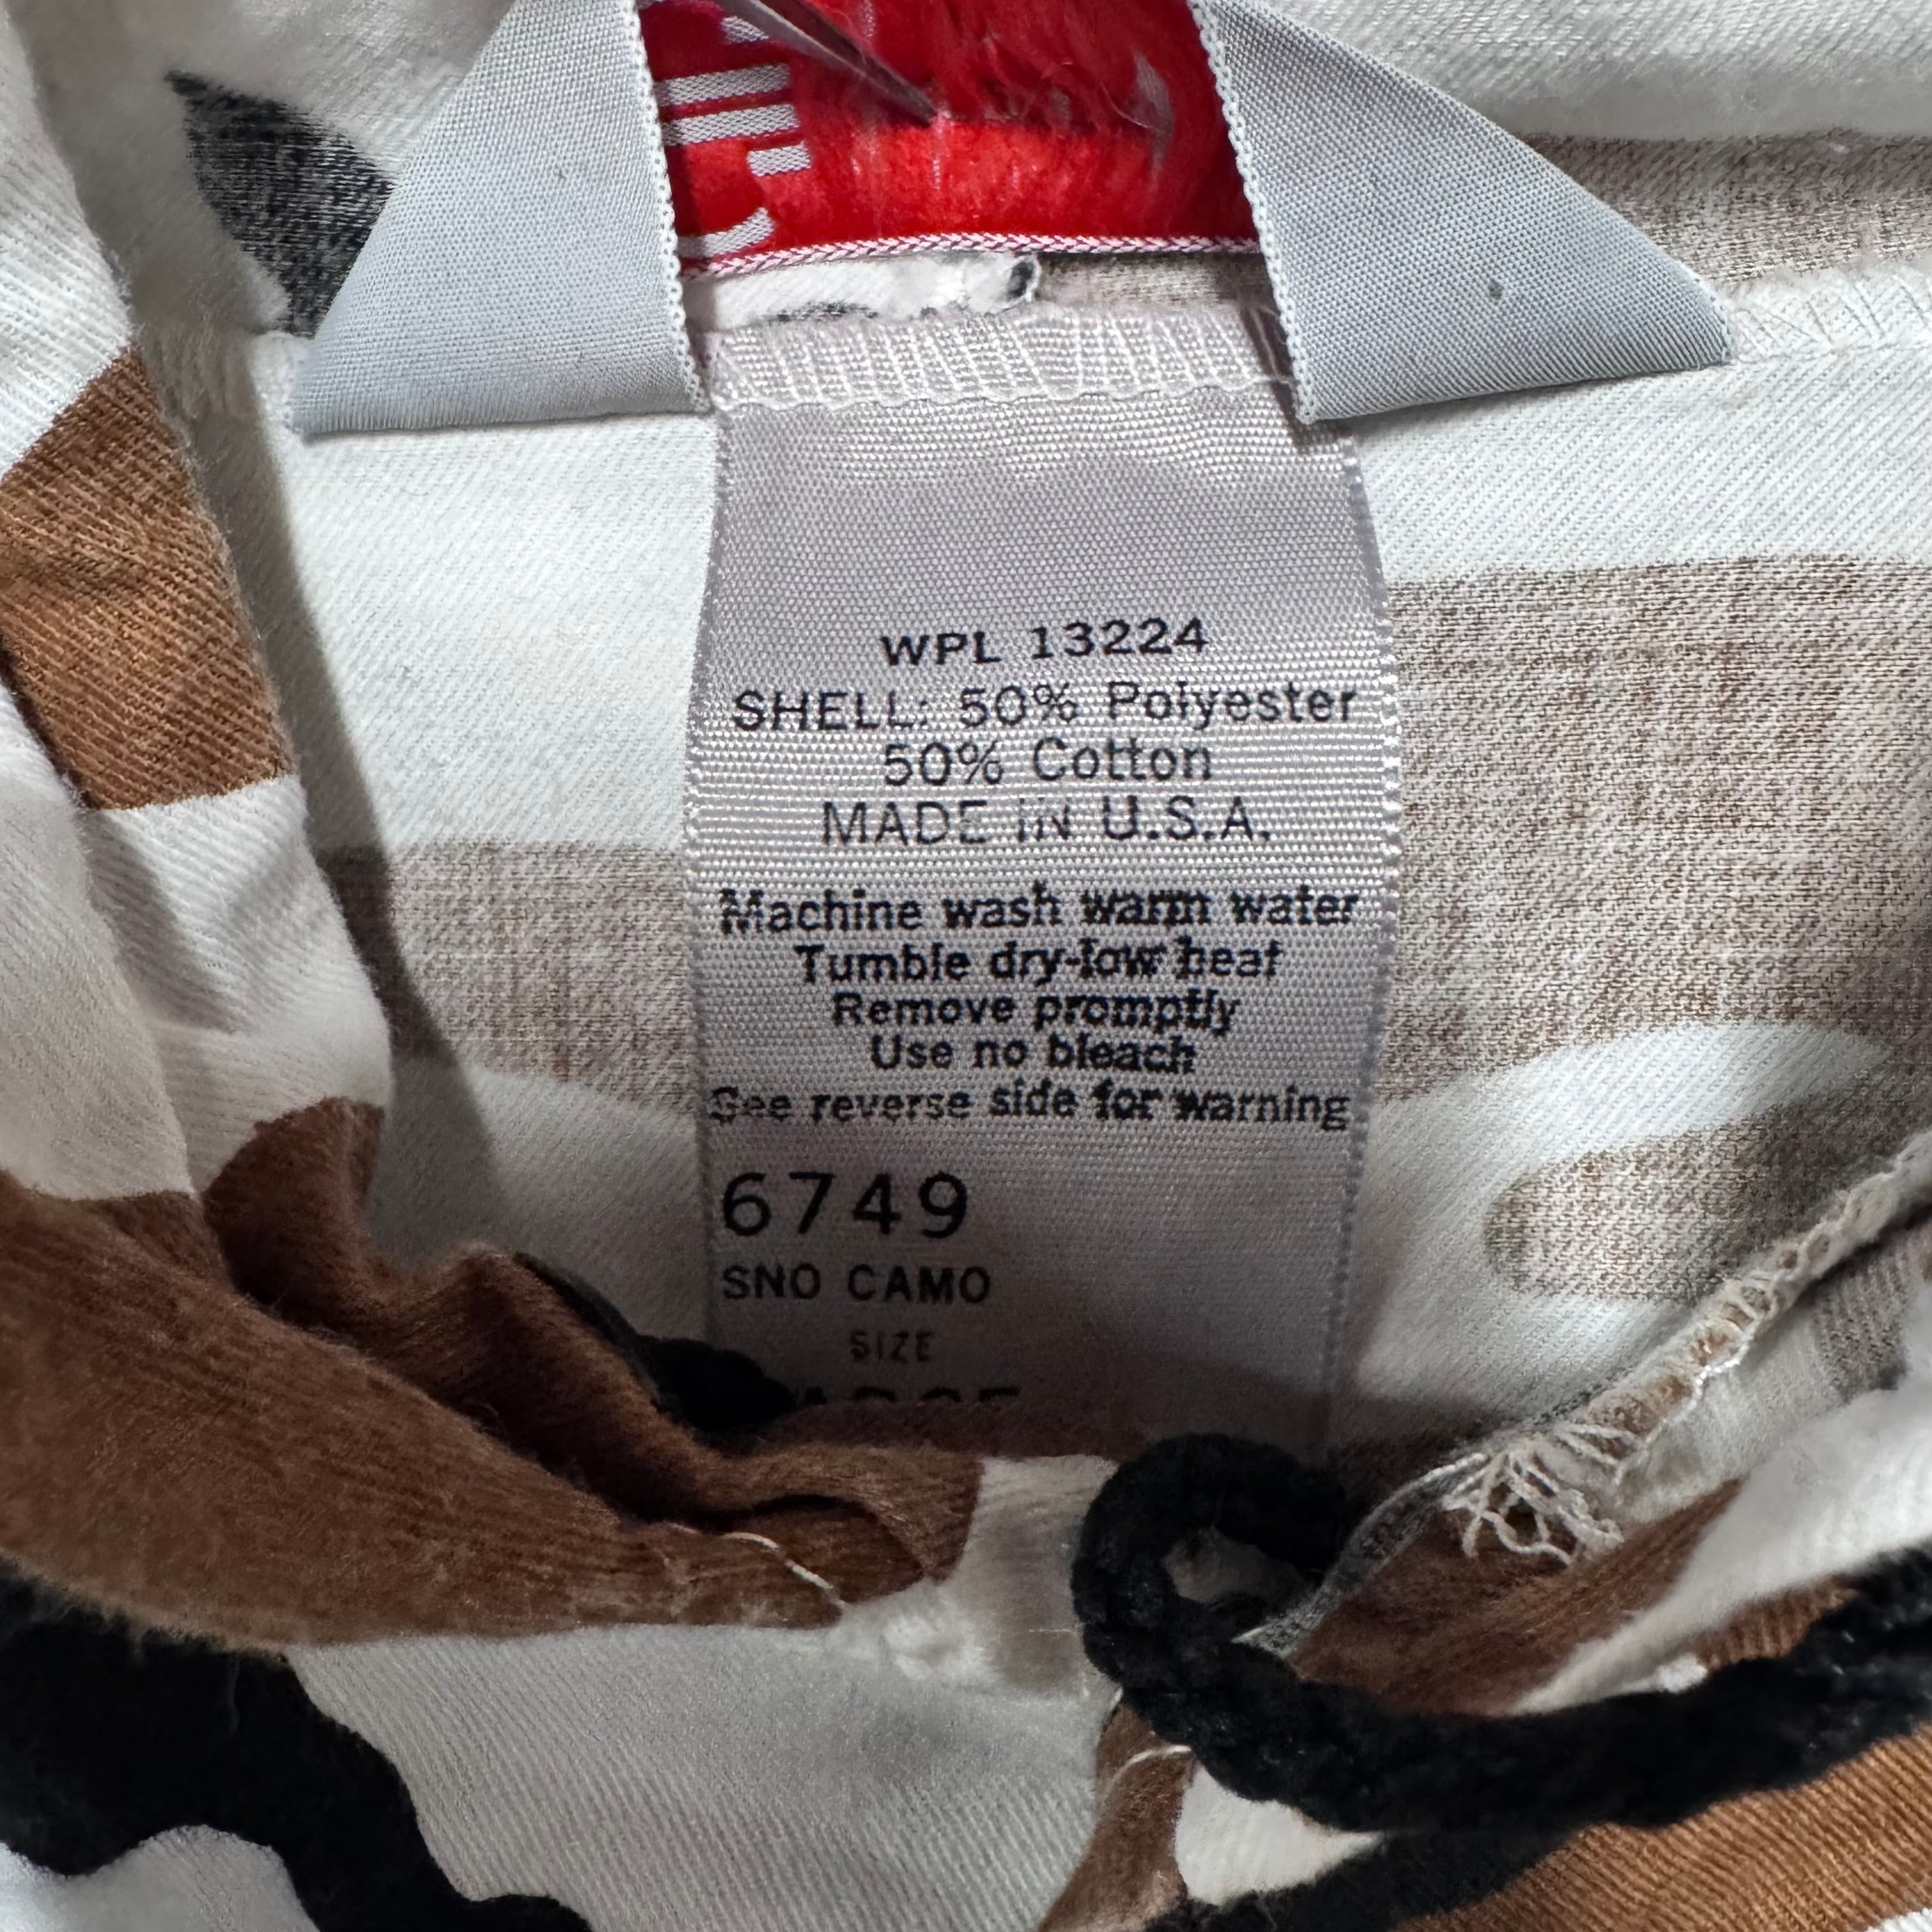 WPL 13224
SHELL: 50% Polyester
50% Cotton
MADE IN U.S.A.
Machine wash warm water
Tumble dry-low heat
Remove promptly
Use no bleach
See reverse side for warning
6749
SNO CAMO
SIZE